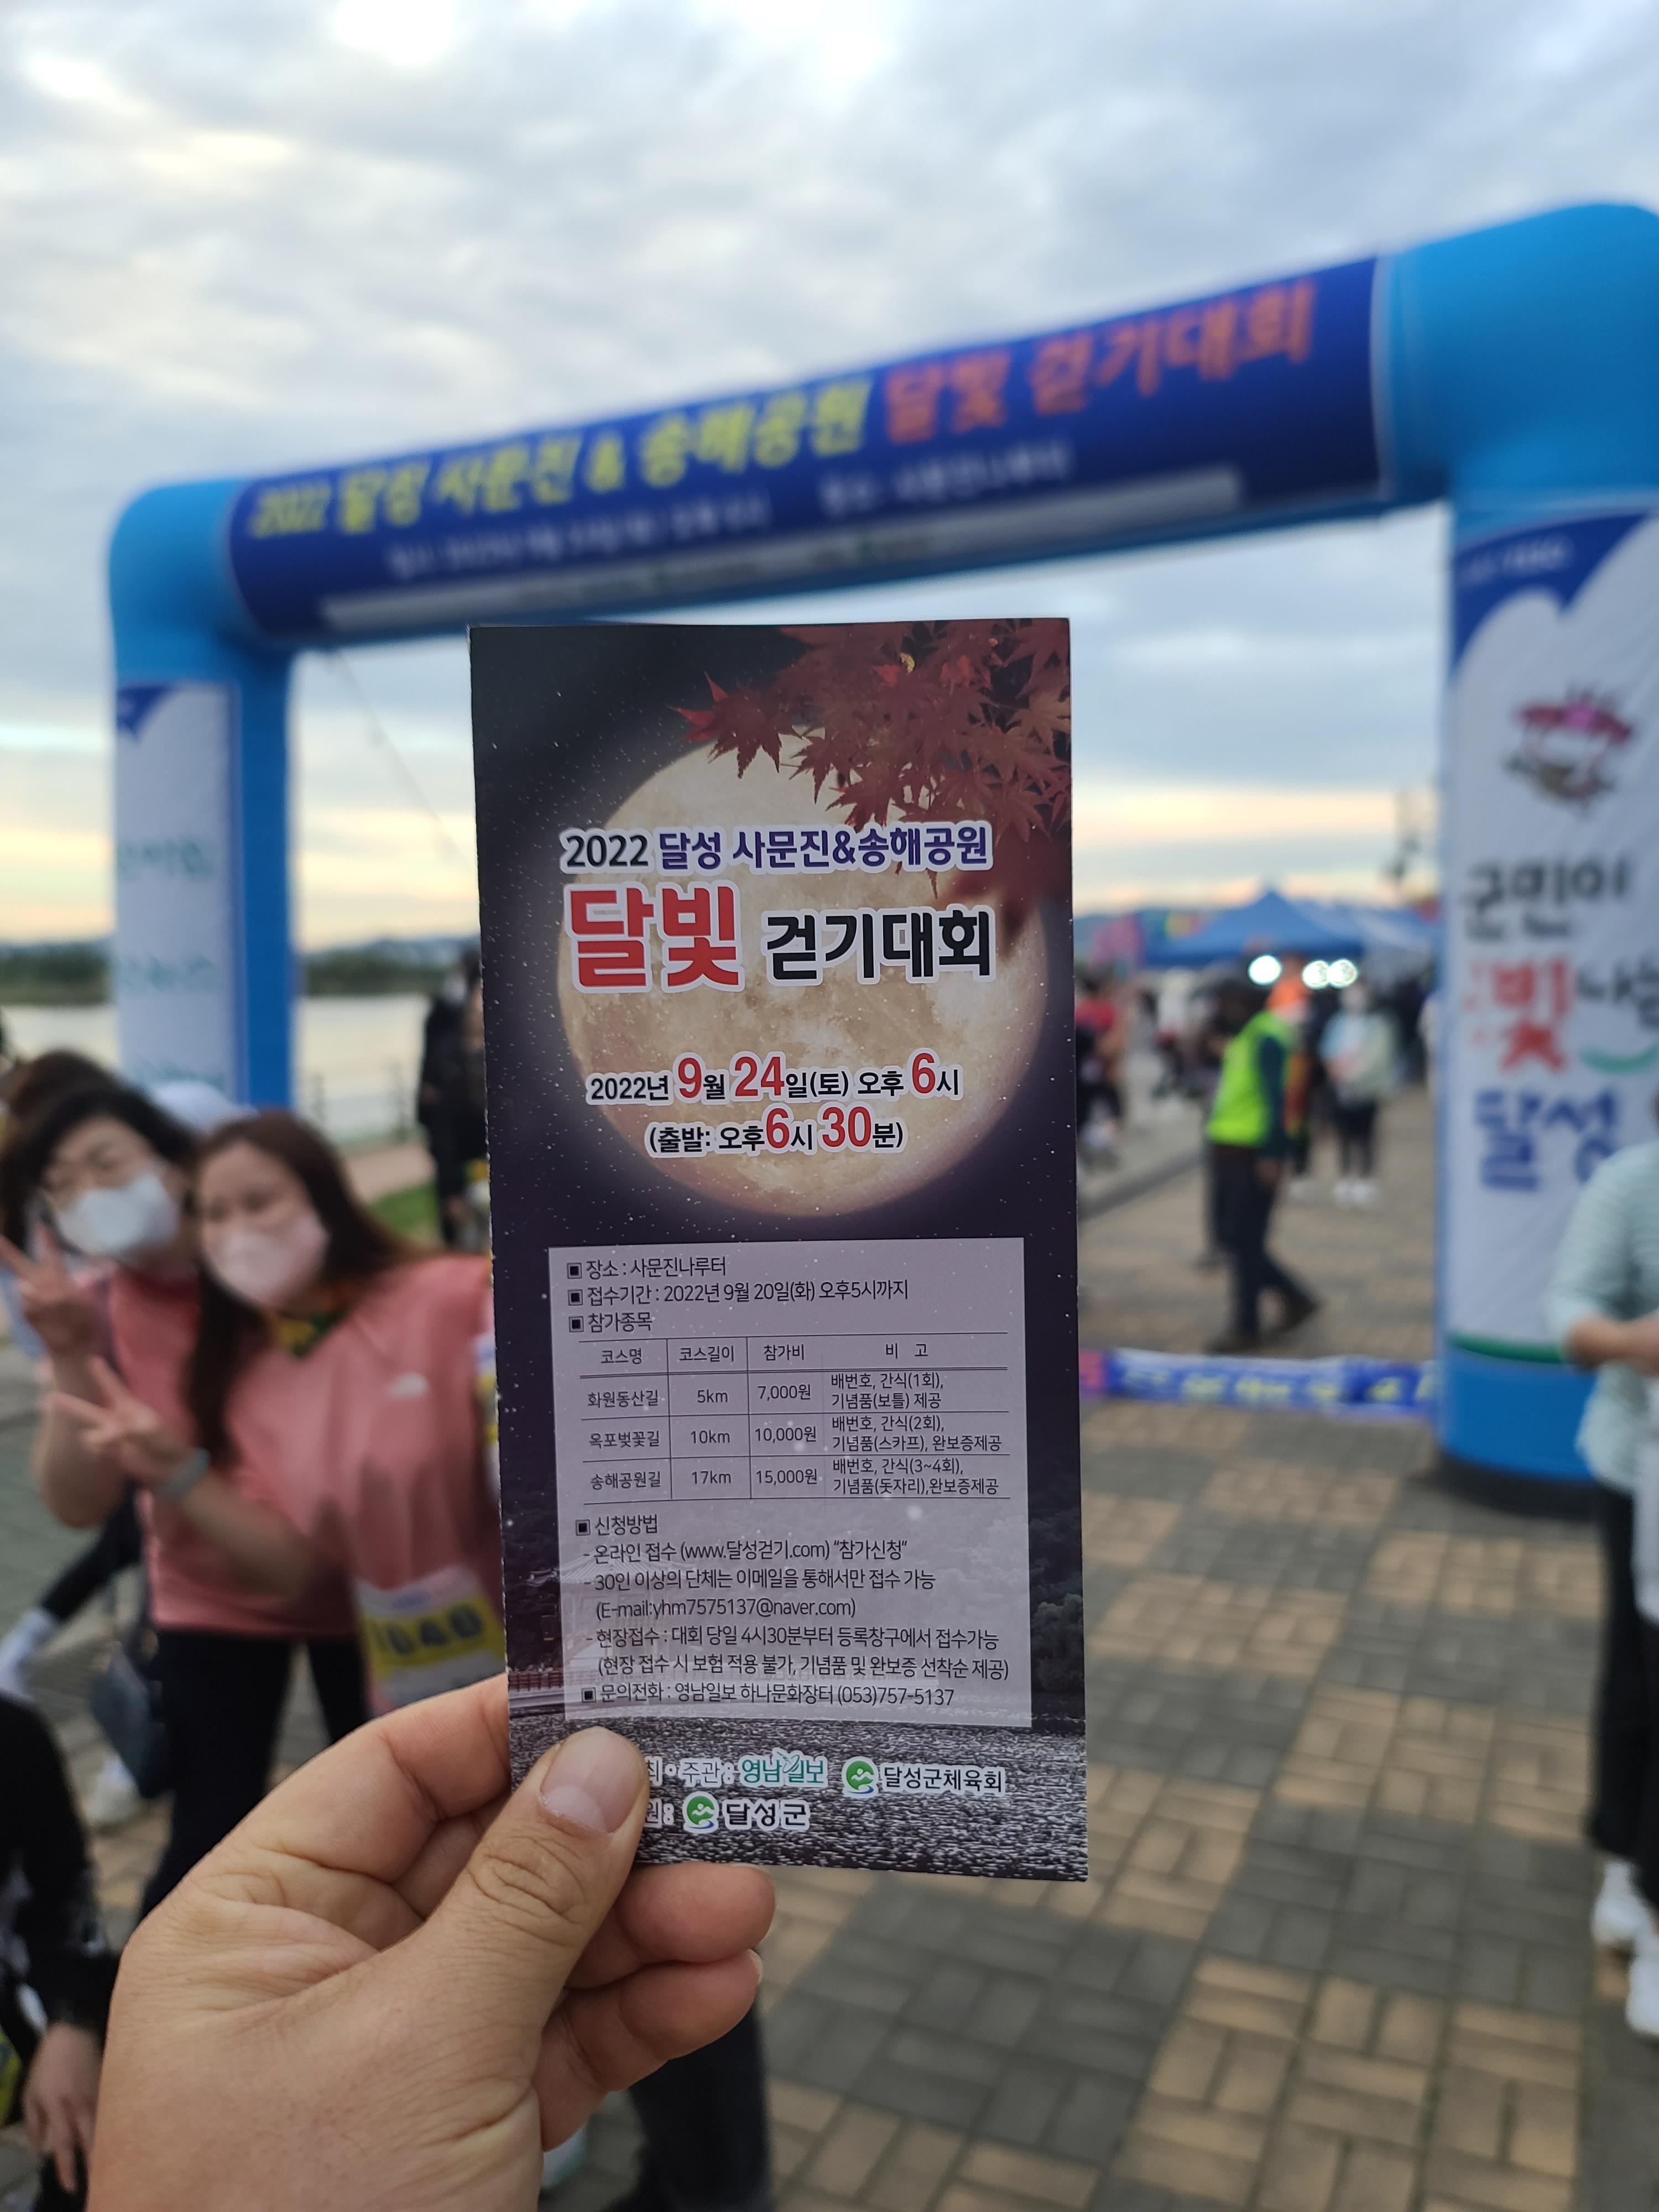 2022 달성 사문진 & 송해공원 달빛 걷기대회
군민이
빛나는
달성
2022 달성 사문진&송해공원
달빛 걷기대회
2022년 9월 24일(토) 오후 6시
(출발: 오후6시 30분)
▣ 장소 : 사문진나루터
▣ 접수기간 : 2022년 9월 20일(화) 오후5시까지
▣ 참가종목
코스명 코스길이 참가비 비 고
화원동산길 5km 7,000원 배번호, 간식(1회),
기념품(보틀) 제공
옥포벚꽃길 10km 10,000원 배번호, 간식(2회),
기념품(스카프), 완보증제공
송해공원길 17km 15,000원 배번호, 간식(3~4회),
기념품(돗자리),완보증제공
▣ 신청방법
- 온라인 접수 (www.달성걷기.com) "참가신청"
- 30인 이상의 단체는 이메일을 통해서만 접수 가능
(E-mail:yhm7575137@naver.com)
- 현장접수 : 대회 당일 4시30분부터 등록창구에서 접수가능
(현장 접수 시 보험 적용 불가, 기념품 및 완보증 선착순 제공)
▣ 문의전화 : 영남일보 하나문화장터 (053)757-5137
최·주관: 영남일보 달성군체육회
원: 달성군